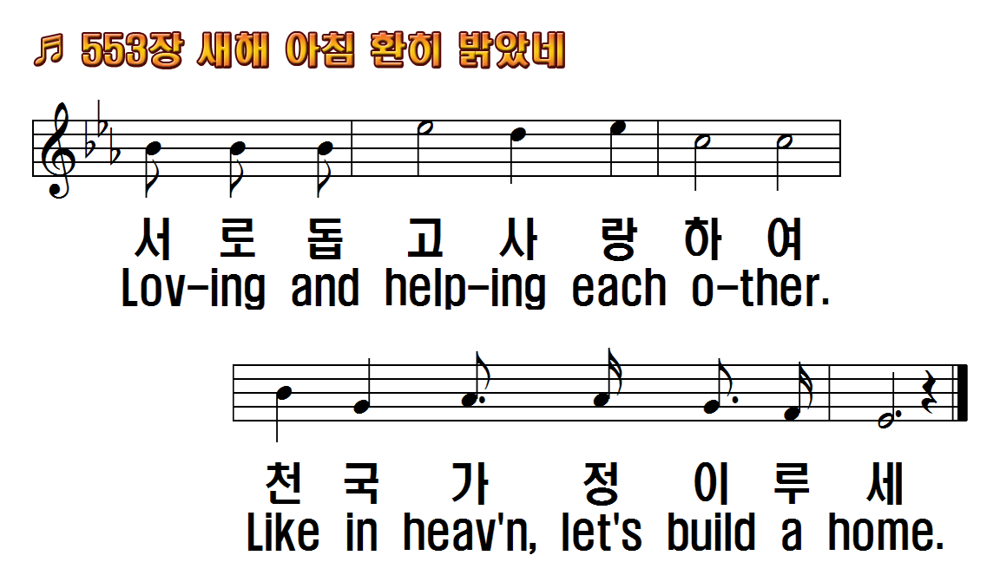 553장 새해 아침 환히 밝았네
서 로 돕 고 사 랑 하 여
Lov-ing and help-ing each o-ther.
천 국 가 정 이 루 세
Like in heav'n, let's build a home.